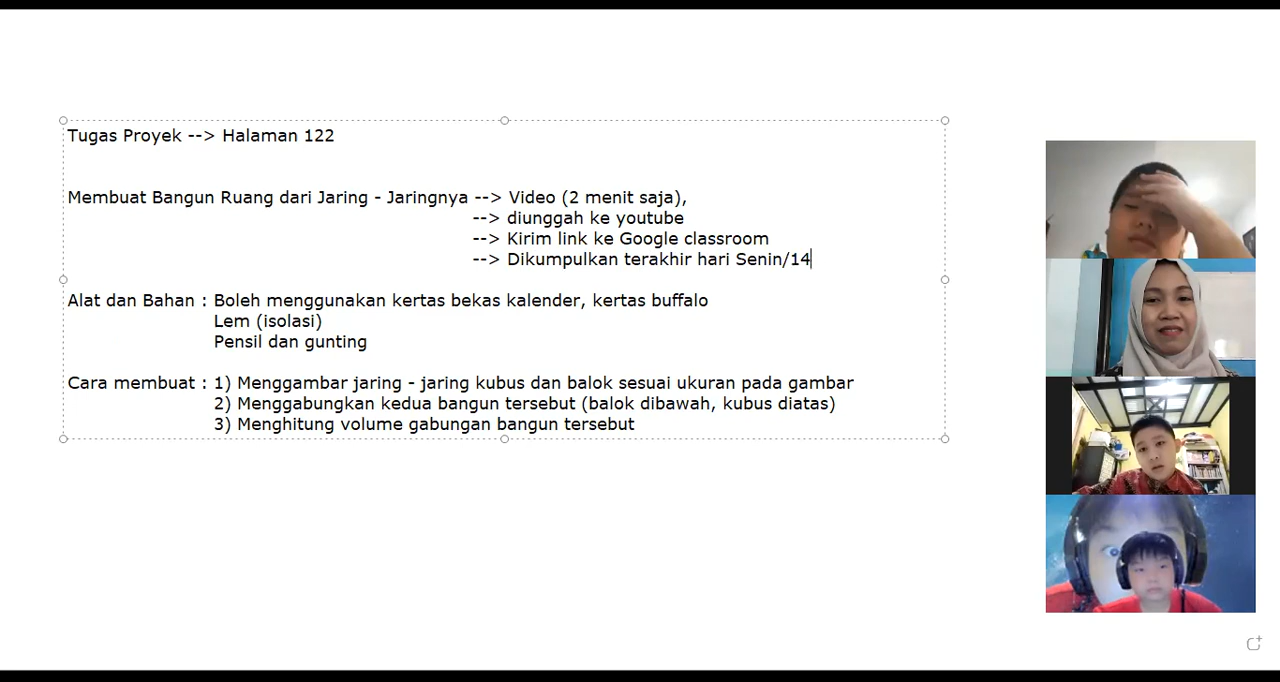 Tugas Proyek --> Halaman 122
Membuat Bangun Ruang dari Jaring - Jaringnya --> Video (2 menit saja),
--> diunggah ke youtube
--> Kirim link ke Google classroom
--> Dikumpulkan terakhir hari Senin/14
Alat dan Bahan : Boleh menggunakan kertas bekas kalender, kertas buffalo
Lem (isolasi)
Pensil dan gunting
Cara membuat : 1) Menggambar jaring - jaring kubus dan balok sesuai ukuran pada gambar
2) Menggabungkan kedua bangun tersebut (balok dibawah, kubus diatas)
3) Menghitung volume gabungan bangun tersebut